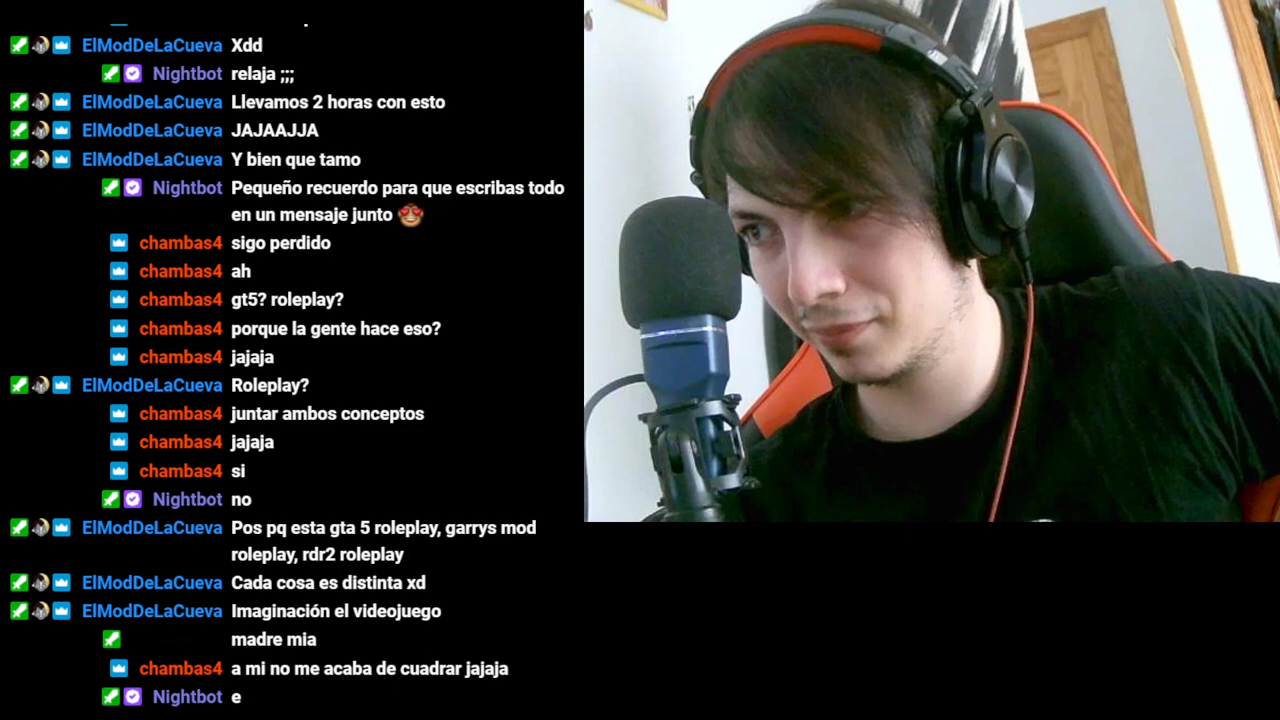 ElModDeLaCueva Xdd
Nightbot relaja ;;;
ElModDeLaCueva Llevamos 2 horas con esto
ElModDeLaCueva JAJAAJJA
ElModDeLaCueva Y bien que tamo
Nightbot Pequeño recuerdo para que escribas todo
en un mensaje junto
chambas4 sigo perdido
chambas4 ah
chambas4 gt5? roleplay?
chambas4 porque la gente hace eso?
chambas4 jajaja
ElModDeLaCueva Roleplay?
chambas4 juntar ambos conceptos
chambas4 jajaja
chambas4 si
Nightbot no
ElModDeLaCueva Pos pq esta gta 5 roleplay, garrys mod
roleplay, rdr2 roleplay
ElModDeLaCueva Cada cosa es distinta xd
ElModDeLaCueva Imaginación el videojuego
madre mia
chambas4 a mi no me acaba de cuadrar jajaja
Nightbot e